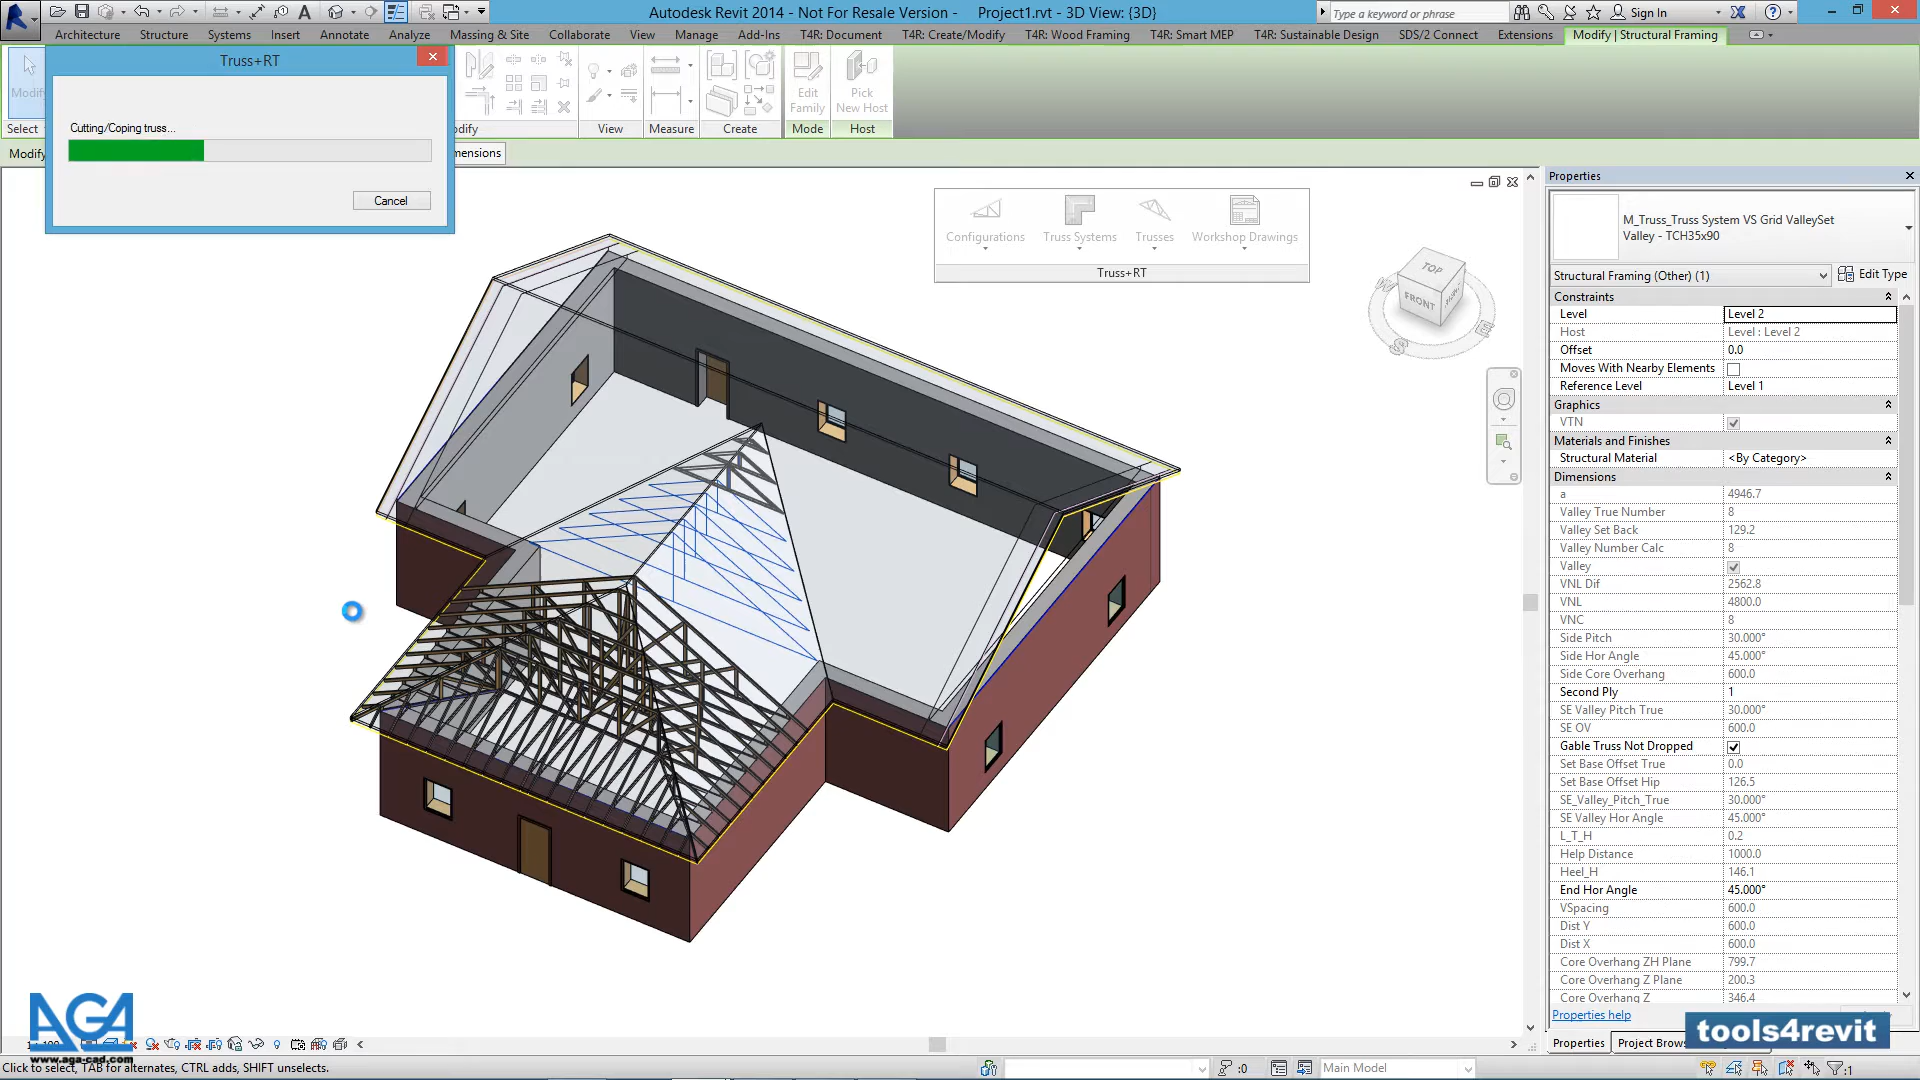 Autodesk Revit 2014 - Not For Resale Version - Project1.rvt - 3D View: {3D}
Type a keyword or phrase
Sign In
Architecture Structure Systems Insert Annotate Analyze Massing & Site Collaborate View Manage Add-Ins T4R: Document T4R: Create/Modify T4R: Wood Framing T4R: Smart MEP T4R: Sustainable Design SDS/2 Connect Extensions Modify | Structural Framing
Truss+RT
Cutting/Coping truss...
Cancel
Modify
Select
odify
View
Measure
Create
Edit Family
Mode
Pick New Host
Host
Modify
mensions
Configurations Truss Systems Trusses Workshop Drawings
Truss+RT
TOP
FRONT
S
E
Properties
M_Truss_Truss System VS Grid ValleySet
Valley - TCH35x90
Structural Framing (Other) (1)
Edit Type
Constraints
Level Level 2
Host Level : Level 2
Offset 0.0
Moves With Nearby Elements
Reference Level Level 1
Graphics
VTN
Materials and Finishes
Structural Material <By Category>
Dimensions
a 4946.7
Valley True Number 8
Valley Set Back 129.2
Valley Number Calc 8
Valley
VNL Dif 2562.8
VNL 4800.0
VNC 8
Side Pitch 30.000°
Side Hor Angle 45.000°
Side Core Overhang 600.0
Second Ply 1
SE Valley Pitch True 30.000°
SE OV 600.0
Gable Truss Not Dropped
Set Base Offset True 0.0
Set Base Offset Hip 126.5
SE_Valley_Pitch_True 30.000°
SE Valley Hor Angle 45.000°
L_T_H 0.2
Help Distance 1000.0
Heel_H 146.1
End Hor Angle 45.000°
VSpacing 600.0
Dist Y 600.0
Dist X 600.0
Core Overhang ZH Plane 799.7
Core Overhang Z Plane 200.3
Core Overhang Z 346.4
Properties help
tools4revit
Properties
Project Brows
AGA
www.aga-cad.com
Click to select, TAB for alternates, CTRL adds, SHIFT unselects.
:0
Main Model
:1